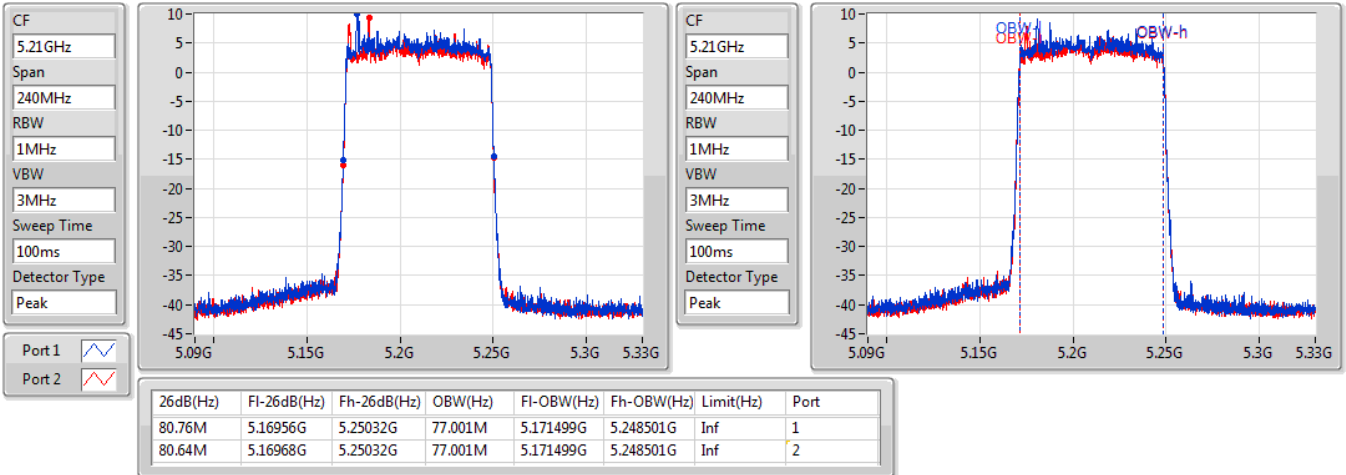 CF
5.21GHz
Span
240MHz
RBW
1MHz
VBW
3MHz
Sweep Time
100ms
Detector Type
Peak
Port 1
Port 2
10
5
0
-5
-10
-15
-20
-25
-30
-35
-40
-45
5.09G 5.15G 5.2G 5.25G 5.3G 5.33G
CF
5.21GHz
Span
240MHz
RBW
1MHz
VBW
3MHz
Sweep Time
100ms
Detector Type
Peak
10
5
0
-5
-10
-15
-20
-25
-30
-35
-40
-45
OBW-h
5.09G 5.15G 5.2G 5.25G 5.3G 5.33G
26dB(Hz) Fl-26dB(Hz) Fh-26dB(Hz) OBW(Hz) Fl-OBW(Hz) Fh-OBW(Hz) Limit(Hz) Port
80.76M 5.16956G 5.25032G 77.001M 5.171499G 5.248501G Inf 1
80.64M 5.16968G 5.25032G 77.001M 5.171499G 5.248501G Inf 2